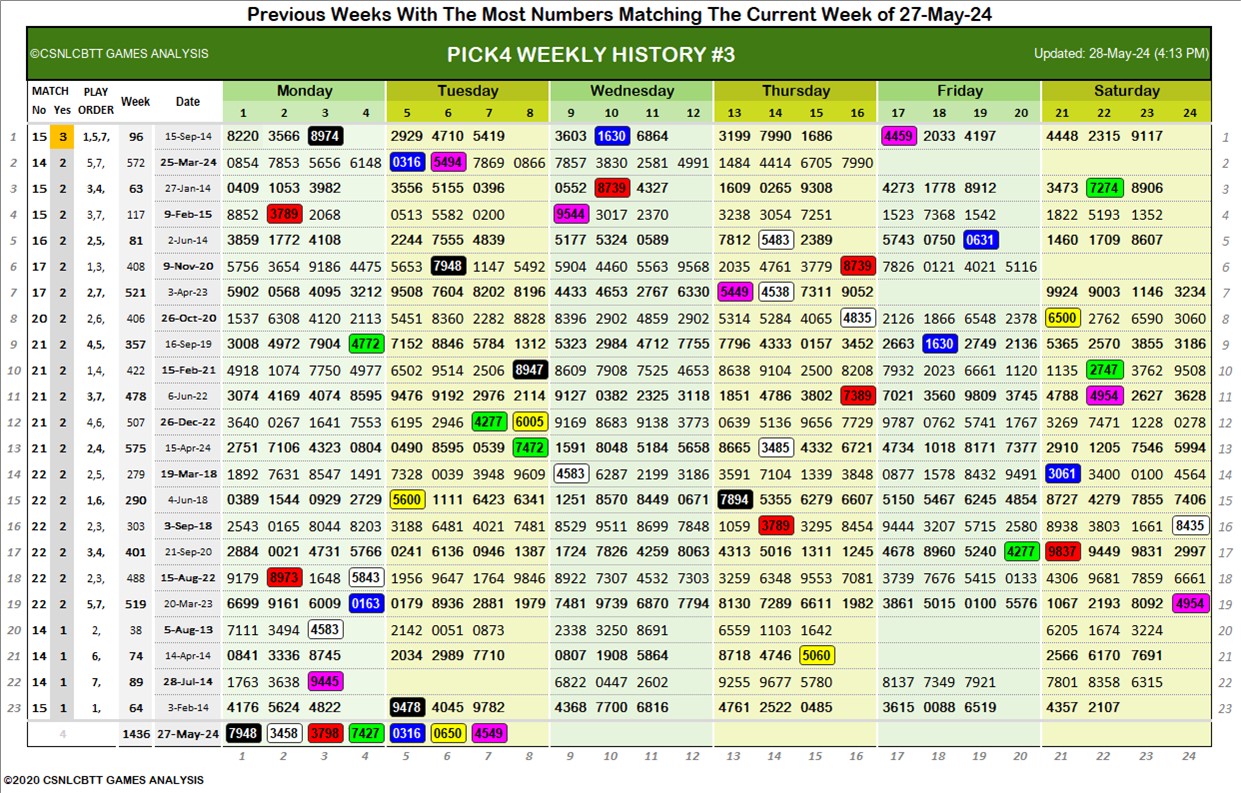 Previous Weeks With The Most Numbers Matching The Current Week of 27-May-24
©CSNLCBTT GAMES ANALYSIS PICK4 WEEKLY HISTORY #3 Updated: 28-May-24 (4:13 PM)
MATCH PLAY Week Date Monday Tuesday Wednesday Thursday Friday Saturday
No Yes ORDER 1 2 3 4 5 6 7 8 9 10 11 12 13 14 15 16 17 18 19 20 21 22 23 24
1 15 3 1,5,7, 96 15-Sep-14 8220 3566 8974 2929 4710 5419 3603 1630 6864 3199 7990 1686 4459 2033 4197 4448 2315 9117 1
2 14 2 5,7, 572 25-Mar-24 0854 7853 5656 6148 0316 5494 7869 0866 7857 3830 2581 4991 1484 4414 6705 7990 2
3 15 2 3,4, 63 27-Jan-14 0409 1053 3982 3556 5155 0396 0552 8739 4327 1609 0265 9308 4273 1778 8912 3473 7274 8906 3
4 15 2 3,7, 117 9-Feb-15 8852 3789 2068 0513 5582 0200 9544 3017 2370 3238 3054 7251 1523 7368 1542 1822 5193 1352 4
5 16 2 2,5, 81 2-Jun-14 3859 1772 4108 2244 7555 4839 5177 5324 0589 7812 5483 2389 5743 0750 0631 1460 1709 8607 5
6 17 2 1,3, 408 9-Nov-20 5756 3654 9186 4475 5653 7948 1147 5492 5904 4460 5563 9568 2035 4761 3779 8739 7826 0121 4021 5116 6
7 17 2 2,7, 521 3-Apr-23 5902 0568 4095 3212 9508 7604 8202 8196 4433 4653 2767 6330 5449 4538 7311 9052 9924 9003 1146 3234 7
8 20 2 2,6, 406 26-Oct-20 1537 6308 4120 2113 5451 8360 2282 8828 8396 2902 4859 2902 5314 5284 4065 4835 2126 1866 6548 2378 6500 2762 6590 3060 8
9 21 2 4,5, 357 16-Sep-19 3008 4972 7904 4772 7152 8846 5784 1312 5323 2984 4712 7755 7796 4333 0157 3452 2663 1630 2749 2136 5365 2570 3855 3186 9
10 21 2 1,4, 422 15-Feb-21 4918 1074 7750 4977 6502 9514 2506 8947 8609 7908 7525 4653 8638 9104 2500 8208 7932 2023 6661 1120 1135 2747 3762 9508 10
11 21 2 3,7, 478 6-Jun-22 3074 4169 4074 8595 9476 9192 2976 2114 9127 0382 2325 3118 1851 4786 3802 7389 7021 3560 9809 3745 4788 4954 2627 3628 11
12 21 2 4,6, 507 26-Dec-22 3640 0267 1641 7553 6195 2946 4277 6005 9169 8683 9138 3773 0639 5136 9656 7729 9787 0762 5741 1767 3269 7471 1228 0278 12
13 21 2 2,4, 575 15-Apr-24 2751 7106 4323 0804 0490 8595 0539 7472 1591 8048 5184 5658 8665 3485 4332 6721 4734 1018 8171 7377 2910 1205 7546 5994 13
14 22 2 2,5, 279 19-Mar-18 1892 7631 8547 1491 7328 0039 3948 9609 4583 6287 2199 3186 3591 7104 1339 3848 0877 1578 8432 9491 3061 3400 0100 4564 14
15 22 2 1,6, 290 4-Jun-18 0389 1544 0929 2729 5600 1111 6423 6341 1251 8570 8449 0671 7894 5355 6279 6607 5150 5467 6245 4854 8727 4279 7855 7406 15
16 22 2 2,3, 303 3-Sep-18 2543 0165 8044 8203 3188 6481 4021 7481 8529 9511 8699 7848 1059 3789 3295 8454 9444 3207 5715 2580 8938 3803 1661 8435 16
17 22 2 3,4, 401 21-Sep-20 2884 0021 4731 5766 0241 6136 0946 1387 1724 7826 4259 8063 4313 5016 1311 1245 4678 8960 5240 4277 9837 9449 9831 2997 17
18 22 2 2,3, 488 15-Aug-22 9179 8973 1648 5843 1956 9647 1764 9846 8922 7307 4532 7303 3259 6348 9553 7081 3739 7676 5415 0133 4306 9681 7859 6661 18
19 22 2 5,7, 519 20-Mar-23 6699 9161 6009 0163 0179 8936 2701 1979 7481 9739 6870 7794 8130 7289 6611 1982 3861 5015 0100 5576 1067 2193 8092 4954 19
20 14 1 2, 38 5-Aug-13 7111 3494 4583 2142 0051 0873 2338 3250 8691 6559 1103 1642 6205 1674 3224 20
21 14 1 6, 74 14-Apr-14 0841 3336 8745 2034 2989 7710 0807 1908 5864 8718 4746 5060 2566 6170 7691 21
22 14 1 7, 89 28-Jul-14 1763 3638 9445 6822 0447 2602 9255 9677 5780 8137 7349 7921 7801 8358 6315 22
23 15 1 1, 64 3-Feb-14 4176 5624 4822 9478 4045 9782 4368 7700 6816 4761 2522 0485 3615 0088 6519 4357 2107 23
4 1436 27-May-24 7948 3458 3798 7427 0316 0650 4549
1 2 3 4 5 6 7 8 9 10 11 12 13 14 15 16 17 18 19 20 21 22 23 24
©2020 CSNLCBTT GAMES ANALYSIS